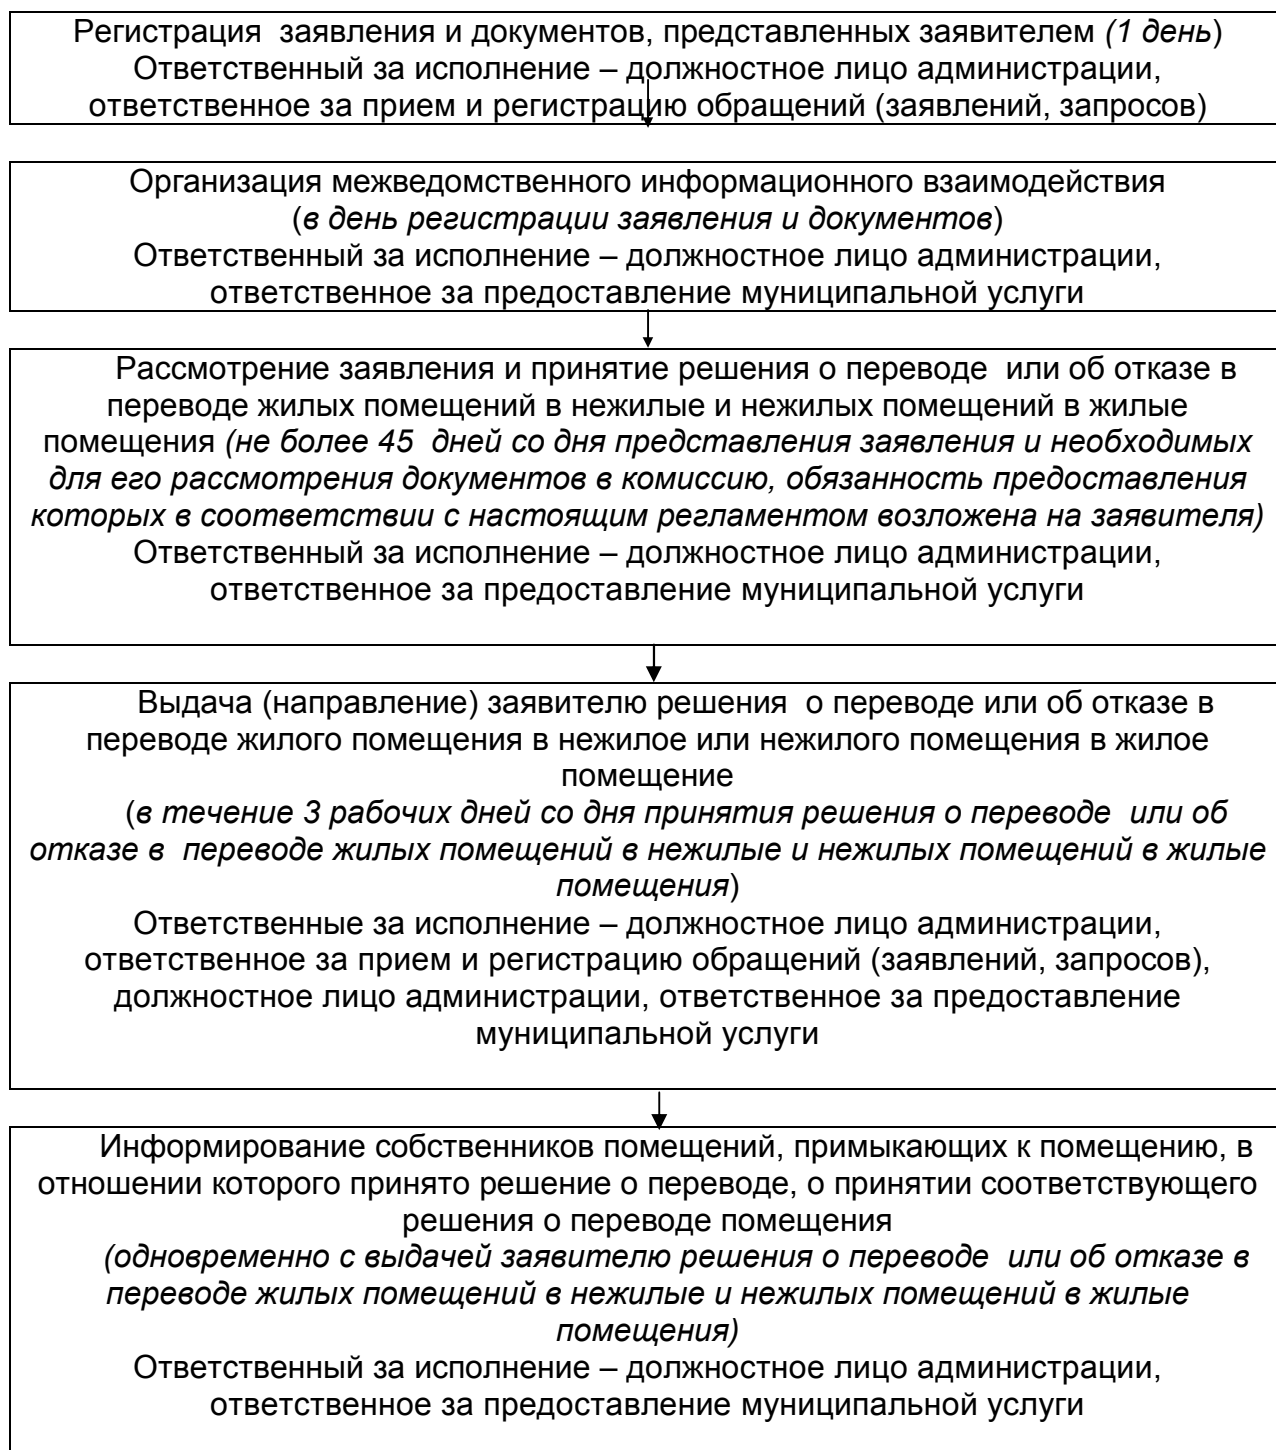 Регистрация  заявления и документов, представленных заявителем (1 день)
Ответственный за исполнение – должностное лицо администрации,
ответственное за прием и регистрацию обращений (заявлений, запросов)
Организация межведомственного информационного взаимодействия
(в день регистрации заявления и документов)
Ответственный за исполнение – должностное лицо администрации,
ответственное за предоставление муниципальной услуги
Рассмотрение заявления и принятие решения о переводе  или об отказе в
переводе жилых помещений в нежилые и нежилых помещений в жилые
помещения (не более 45  дней со дня представления заявления и необходимых
для его рассмотрения документов в комиссию, обязанность предоставления
которых в соответствии с настоящим регламентом возложена на заявителя)
Ответственный за исполнение – должностное лицо администрации,
ответственное за предоставление муниципальной услуги
Выдача (направление) заявителю решения  о переводе или об отказе в
переводе жилого помещения в нежилое или нежилого помещения в жилое
помещение
(в течение 3 рабочих дней со дня принятия решения о переводе  или об
отказе в  переводе жилых помещений в нежилые и нежилых помещений в жилые
помещения)
Ответственные за исполнение – должностное лицо администрации,
ответственное за прием и регистрацию обращений (заявлений, запросов),
должностное лицо администрации, ответственное за предоставление
муниципальной услуги
Информирование собственников помещений, примыкающих к помещению, в
отношении которого принято решение о переводе, о принятии соответствующего
решения о переводе помещения
(одновременно с выдачей заявителю решения о переводе  или об отказе в
переводе жилых помещений в нежилые и нежилых помещений в жилые
помещения)
Ответственный за исполнение – должностное лицо администрации,
ответственное за предоставление муниципальной услуги